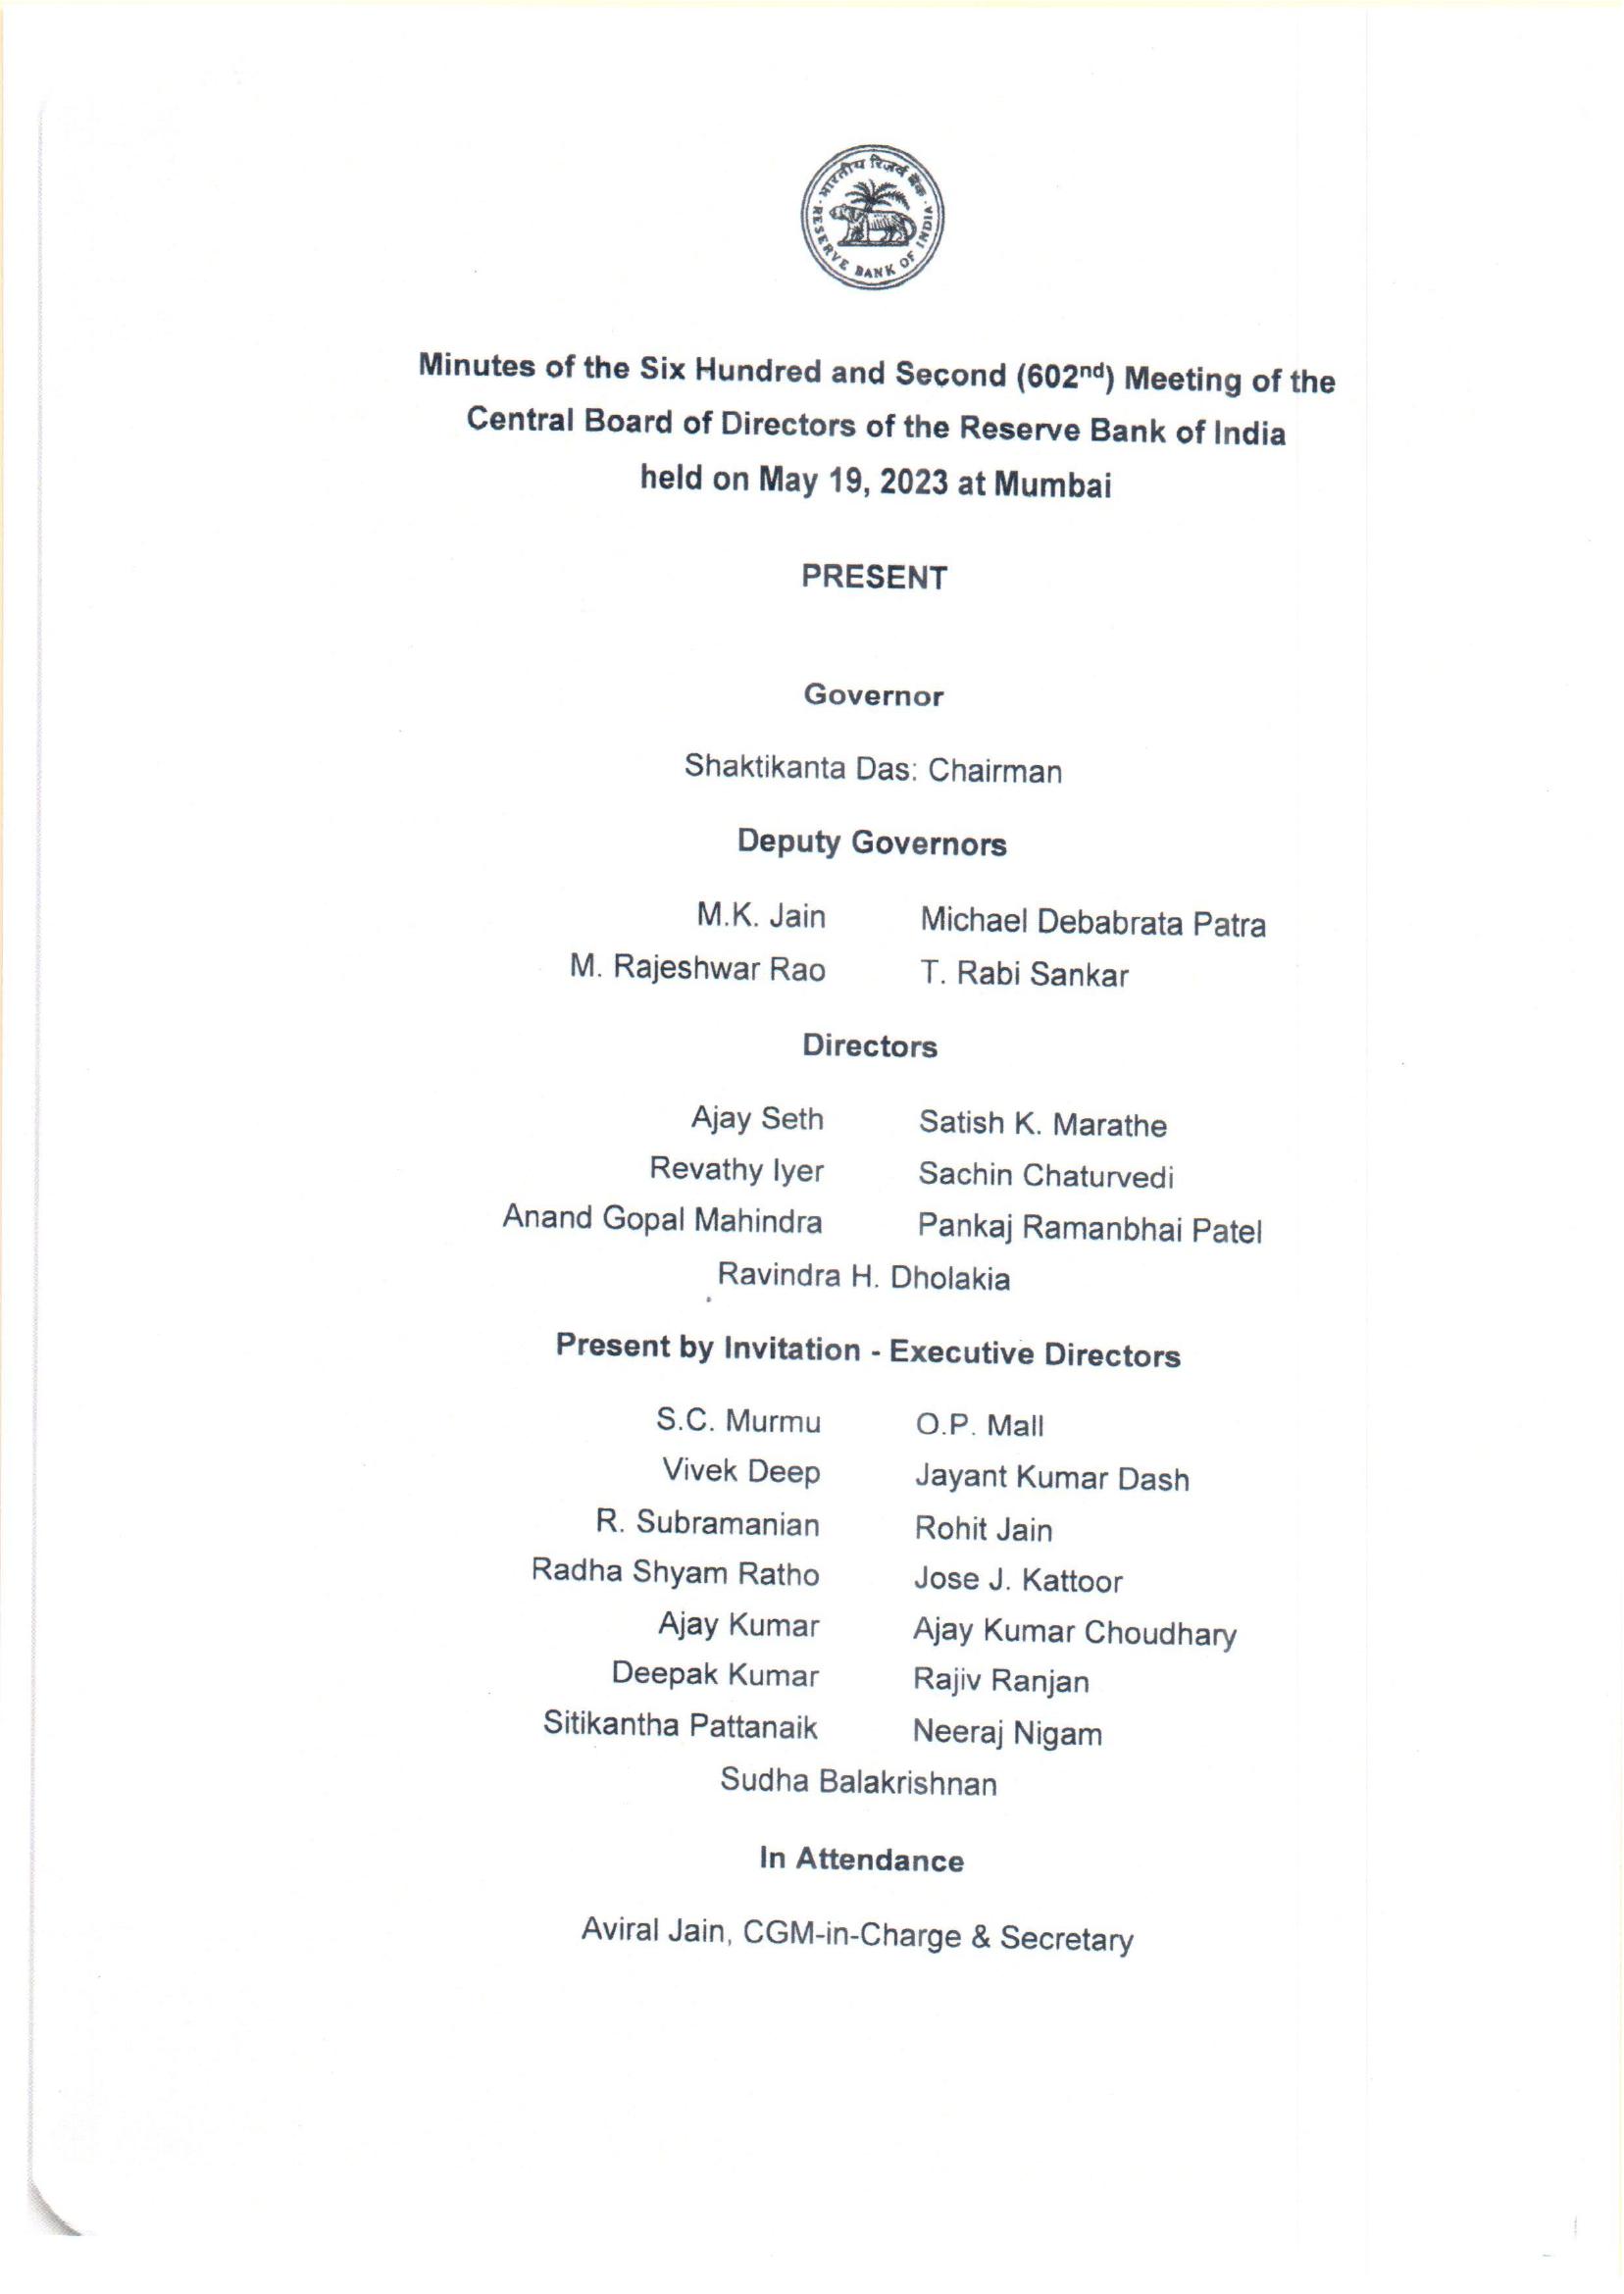 भारतीय रिज़र्व बैंक
RESERVE BANK OF INDIA
Minutes of the Six Hundred and Second (602nd) Meeting of the
Central Board of Directors of the Reserve Bank of India
held on May 19, 2023 at Mumbai
PRESENT
Governor
Shaktikanta Das: Chairman
Deputy Governors
M.K. Jain Michael Debabrata Patra
M. Rajeshwar Rao T. Rabi Sankar
Directors
Ajay Seth Satish K. Marathe
Revathy Iyer Sachin Chaturvedi
Anand Gopal Mahindra Pankaj Ramanbhai Patel
Ravindra H. Dholakia
Present by Invitation - Executive Directors
S.C. Murmu O.P. Mall
Vivek Deep Jayant Kumar Dash
R. Subramanian Rohit Jain
Radha Shyam Ratho Jose J. Kattoor
Ajay Kumar Ajay Kumar Choudhary
Deepak Kumar Rajiv Ranjan
Sitikantha Pattanaik Neeraj Nigam
Sudha Balakrishnan
In Attendance
Aviral Jain, CGM-in-Charge & Secretary